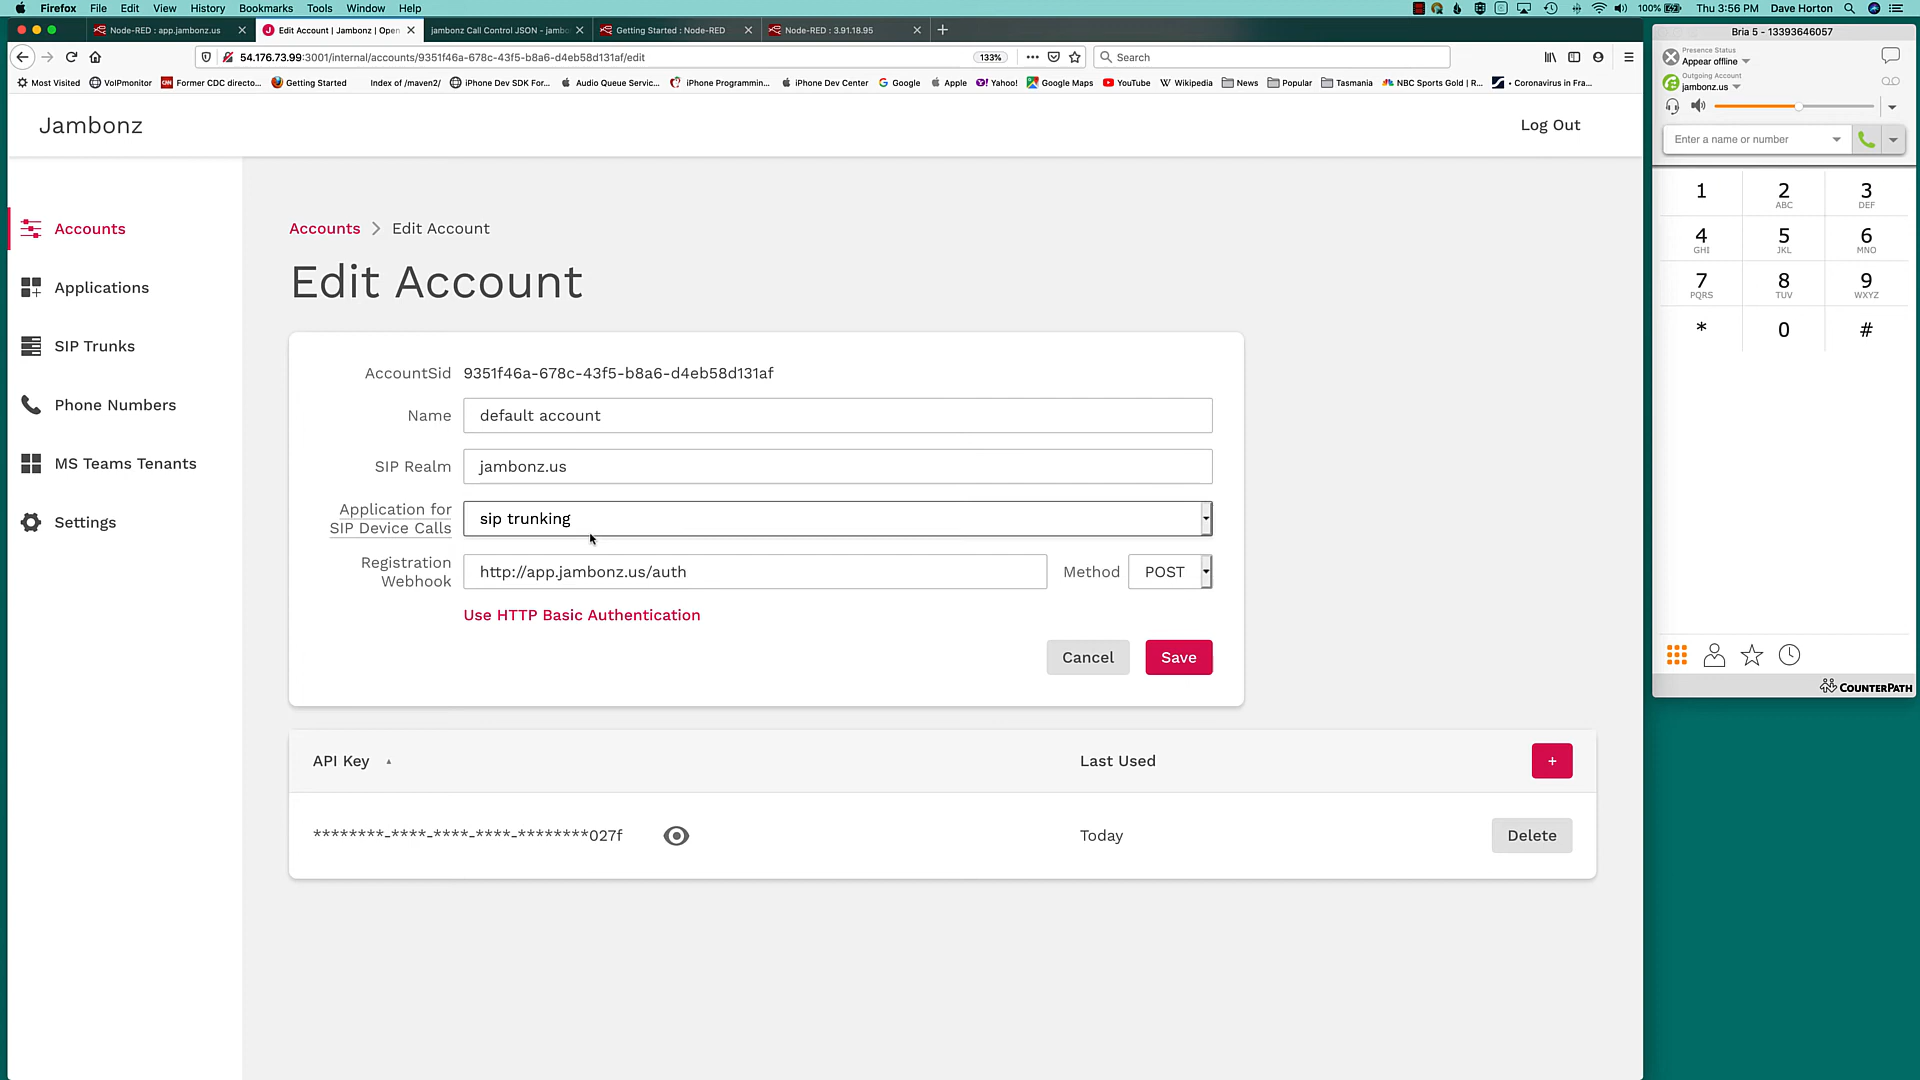 Firefox File Edit View History Bookmarks Tools Window Help 100% Thu 3:56 PM Dave Horton
Node-RED : app.jambonz.us Edit Account | Jambonz | Open jambonz Call Control JSON - jambo Getting Started : Node-RED Node-RED : 3.91.18.95
54.176.73.99:3001/internal/accounts/9351f46a-678c-43f5-b8a6-d4eb58d131af/edit 133% Search
Most Visited VoIPmonitor Former CDC directo... Getting Started Index of /maven2/ iPhone Dev SDK For... Audio Queue Servic... iPhone Programmin... iPhone Dev Center Google Apple Yahoo! Google Maps YouTube Wikipedia News Popular Tasmania NBC Sports Gold | R... • Coronavirus in Fra...
Jambonz
Log Out
Accounts
Applications
SIP Trunks
Phone Numbers
MS Teams Tenants
Settings
Accounts > Edit Account
Edit Account
AccountSid 9351f46a-678c-43f5-b8a6-d4eb58d131af
Name default account
SIP Realm jambonz.us
Application for
SIP Device Calls sip trunking
Registration
Webhook http://app.jambonz.us/auth Method POST
Use HTTP Basic Authentication
Cancel Save
API Key Last Used +
********-****-****-****-********027f Today Delete
Bria 5 - 13393646057
Presence Status
Appear offline
Outgoing Account
jambonz.us
Enter a name or number
1 2 3
ABC DEF
4 5 6
GHI JKL MNO
7 8 9
PQRS TUV WXYZ
* 0 #
COUNTERPATH